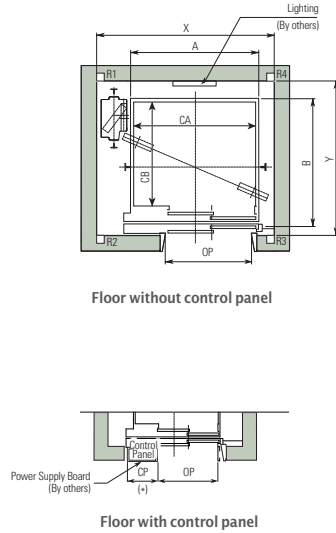 Lighting
(By others)
X
A
R1
R4
CA
CB
B
Y
R2
R3
OP
Floor without control panel
Control
Panel
Power Supply Board
(By others)
CP
OP
(*)
Floor with control panel